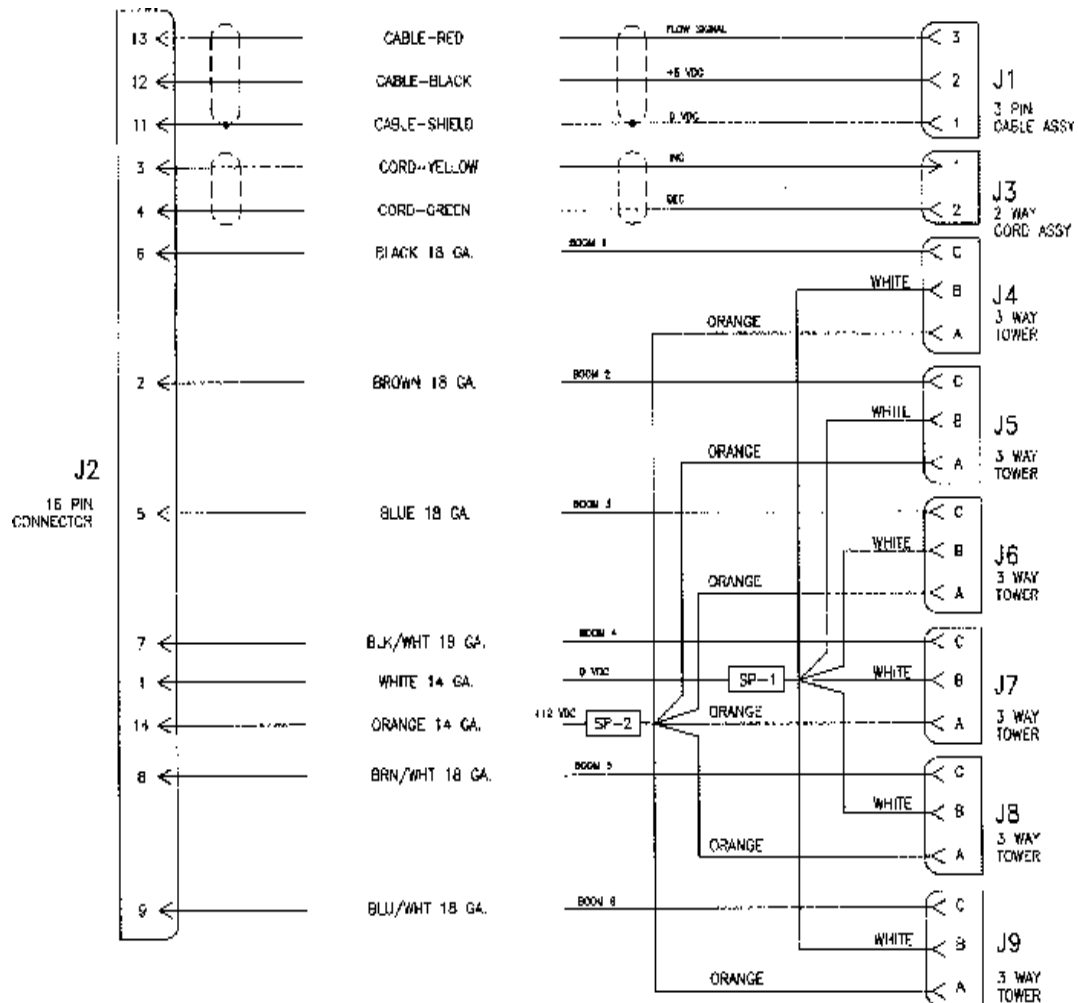 13 CABLE-RED FLOW SIGNAL 3
12 CABLE-BLACK +5 VDC 2
J1
3 PIN
CABLE ASSY
11 CABLE-SHIELD 0 VDC 1
3 CORD-YELLOW INC 1
J3
2 WAY
CORD ASSY
4 CORD-GREEN DEC 2
6 BLACK 18 GA. BOOM 1 C
WHITE B
J4
3 WAY
TOWER
ORANGE A
2 BROWN 18 GA. BOOM 2 C
WHITE B
J5
3 WAY
TOWER
ORANGE A
J2
16 PIN
CONNECTOR
5 BLUE 18 GA. BOOM 3 C
WHITE B
J6
3 WAY
TOWER
ORANGE A
7 BLK/WHT 18 GA. BOOM 4 C
1 WHITE 14 GA. 0 VDC SP-1 WHITE B
J7
3 WAY
TOWER
14 ORANGE 14 GA. +12 VDC SP-2 ORANGE A
8 BRN/WHT 18 GA. BOOM 5 C
WHITE B
J8
3 WAY
TOWER
ORANGE A
9 BLU/WHT 18 GA. BOOM 6 C
WHITE B
J9
3 WAY
TOWER
ORANGE A